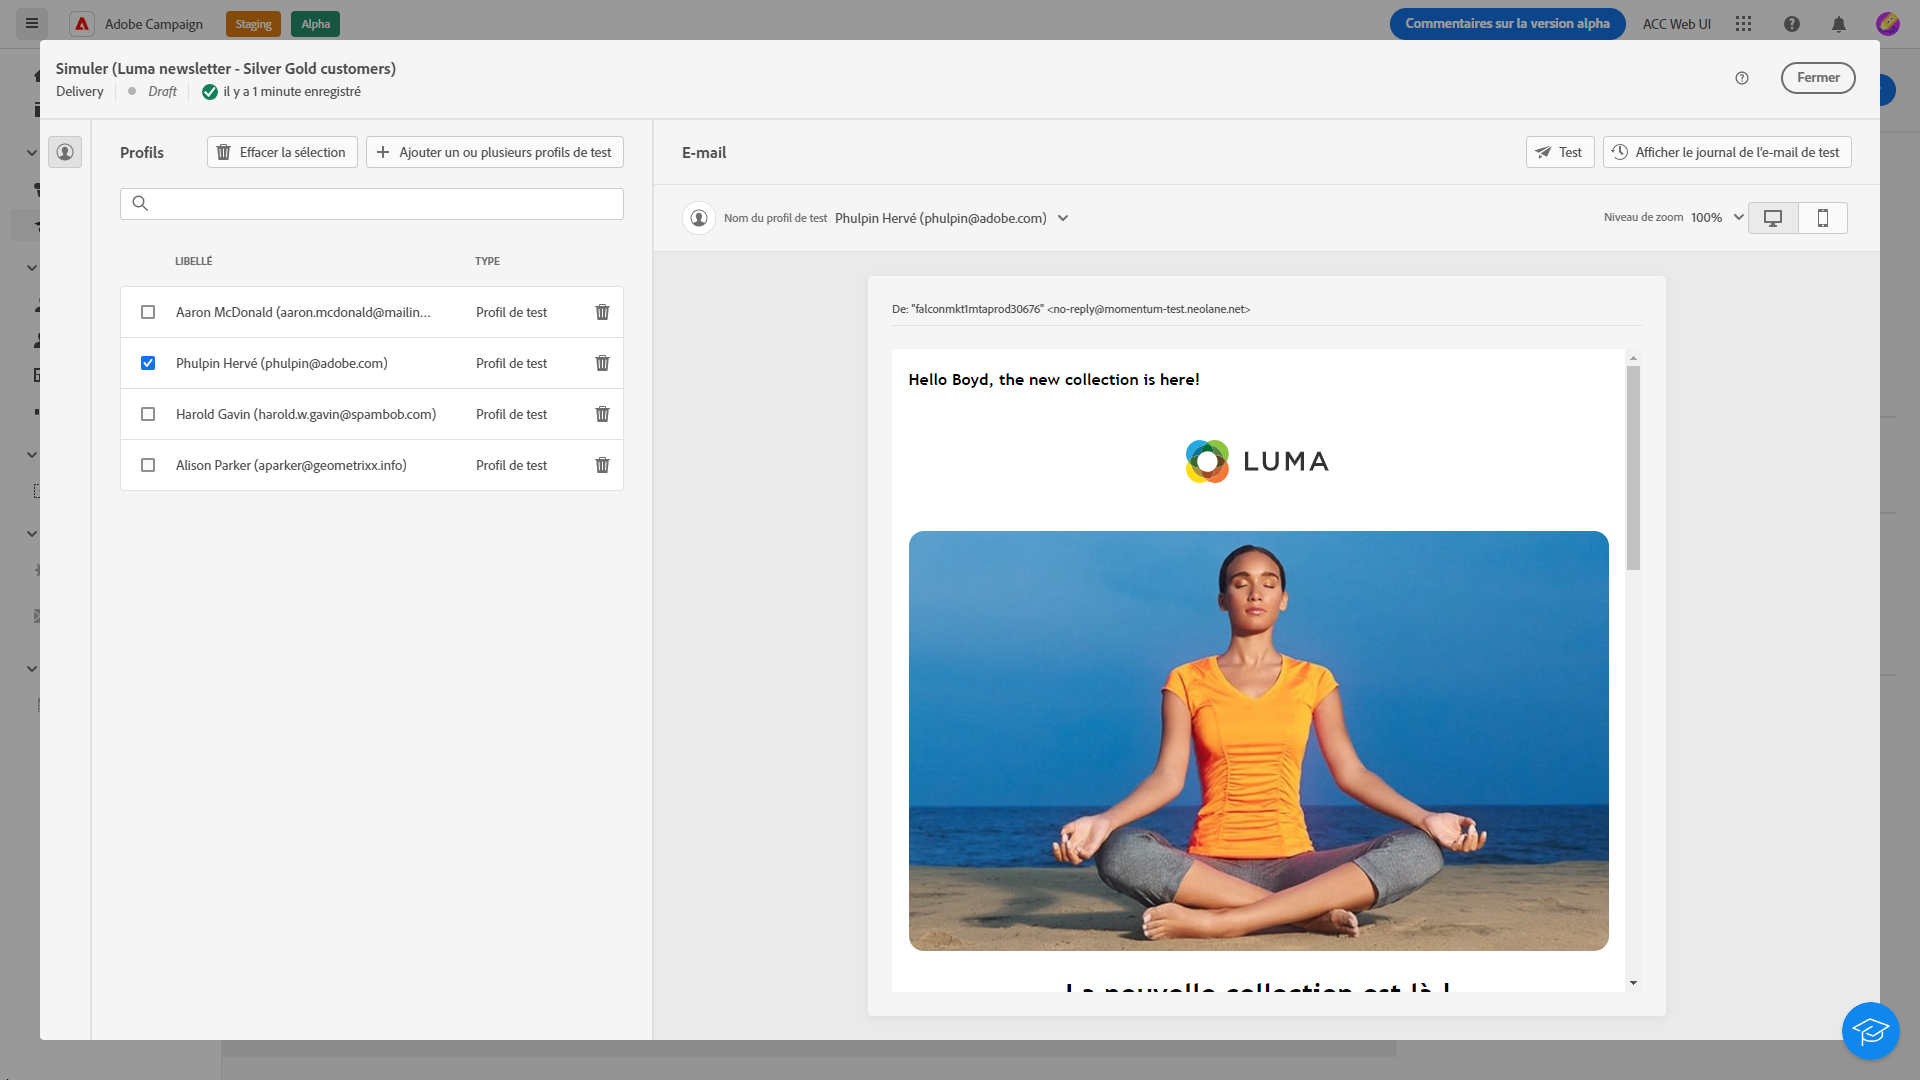 Adobe Campaign
Staging
Alpha
Commentaires sur la version alpha
ACC Web UI
Simuler (Luma newsletter - Silver Gold customers)
Delivery
Draft
il y a 1 minute enregistré
Fermer
Profils
Effacer la sélection
Ajouter un ou plusieurs profils de test
E-mail
Test
Afficher le journal de l'e-mail de test
Nom du profil de test Phulpin Hervé (phulpin@adobe.com)
Niveau de zoom 100%
LIBELLÉ
TYPE
Aaron McDonald (aaron.mcdonald@mailin...
Profil de test
Phulpin Hervé (phulpin@adobe.com)
Profil de test
Harold Gavin (harold.w.gavin@spambob.com)
Profil de test
Alison Parker (aparker@geometrixx.info)
Profil de test
De: "falconmkt1mtaprod30676" <no-reply@momentum-test.neolane.net>
Hello Boyd, the new collection is here!
LUMA
La nouvelle collection est là !